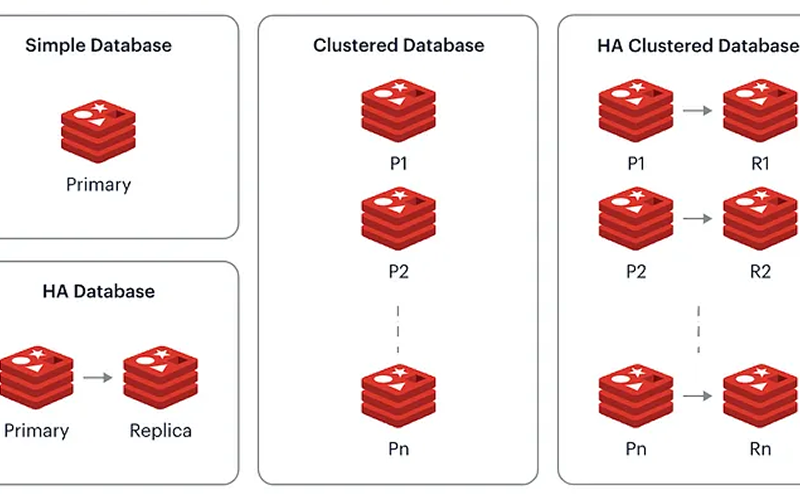 Simple Database
Primary
HA Database
Primary
Replica
Clustered Database
P1
P2
Pn
HA Clustered Database
P1
R1
P2
R2
Pn
Rn